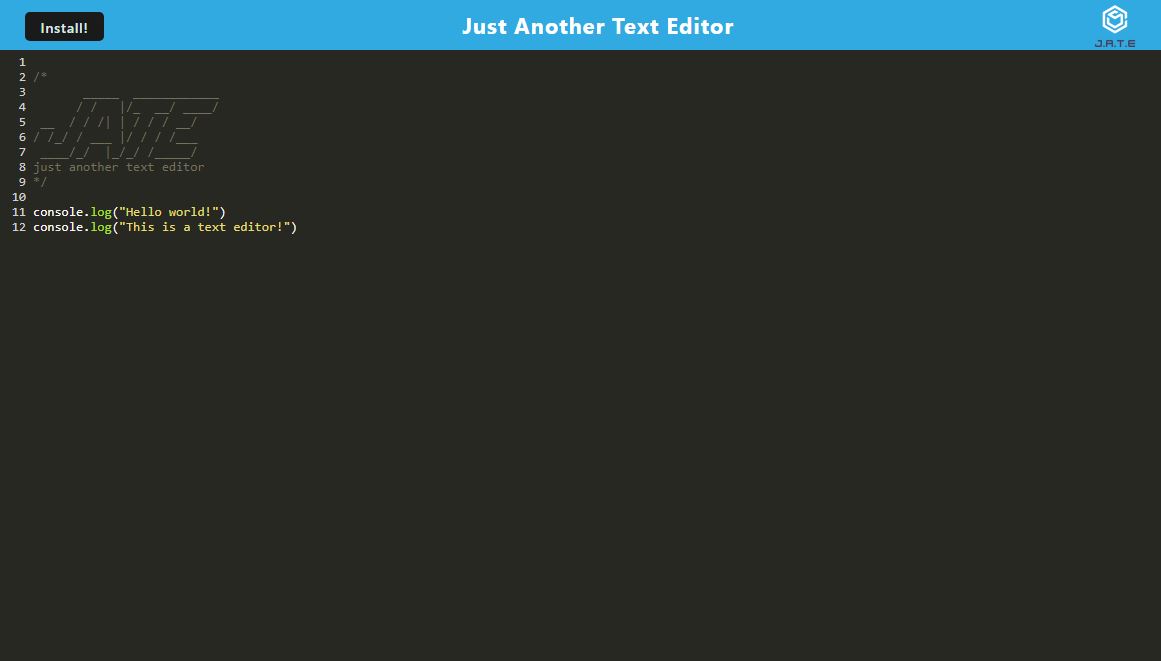 Install!
Just Another Text Editor
J.A.T.E
1
2 /*
3        _____  ____________
4       / /   |/_  __/ ____/
5  __  / / /| | / / / __/
6 / /_/ / ___ |/ / / /___
7  ____/_/  |_/_/ /_____/
8 just another text editor
9 */
10
11 console.log("Hello world!")
12 console.log("This is a text editor!")